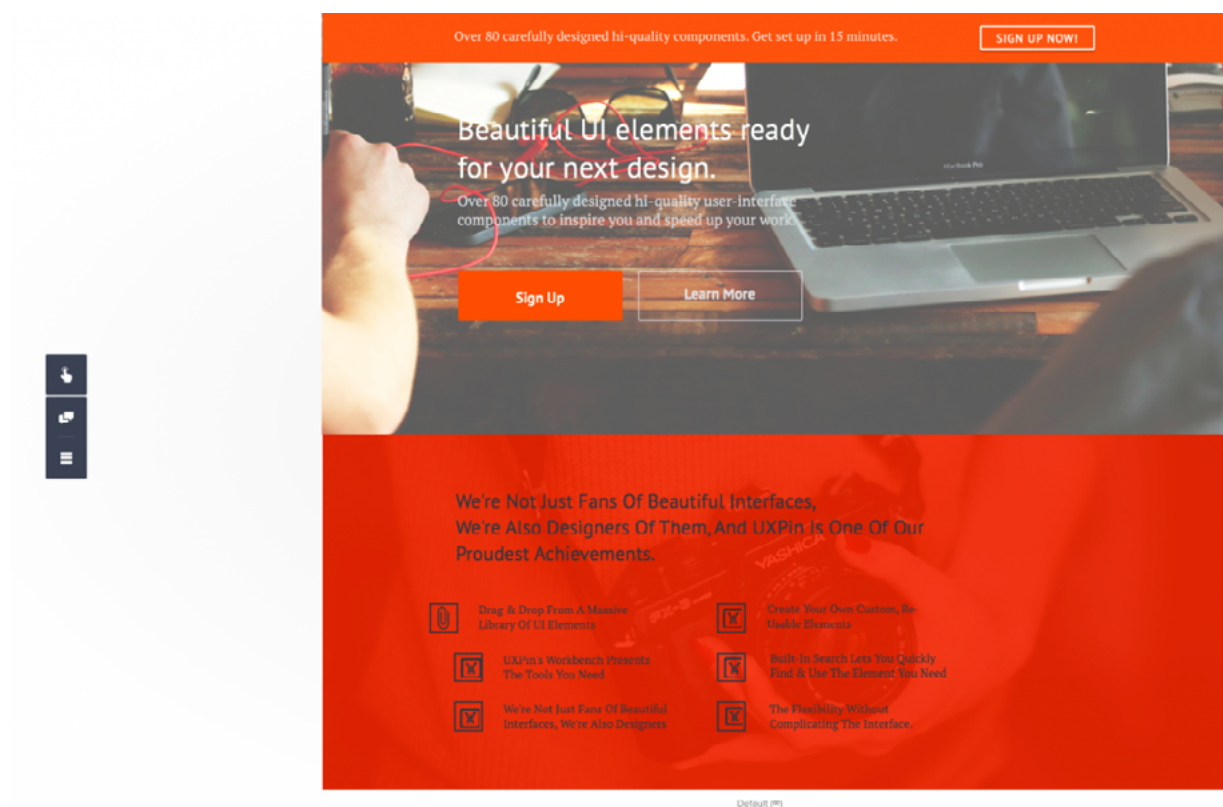 Over 80 carefully designed hi-quality components. Get set up in 15 minutes.
SIGN UP NOW!
Beautiful UI elements ready
for your next design.
Over 80 carefully designed hi-quality user-interface
components to inspire you and speed up your work.
MacBook Pro
Sign Up
Learn More
We're Not Just Fans Of Beautiful Interfaces,
We're Also Designers Of Them, And UXPin Is One Of Our
Proudest Achievements.
YASHICA
Drag & Drop From A Massive
Library Of UI Elements
Create Your Own Custom, Re-
Usable Elements
UXPin's Workbench Presents
The Tools You Need
Built-In Search Lets You Quickly
Find & Use The Element You Need
We're Not Just Fans Of Beautiful
Interfaces, We're Also Designers
The Flexibility Without
Complicating The Interface.
Default